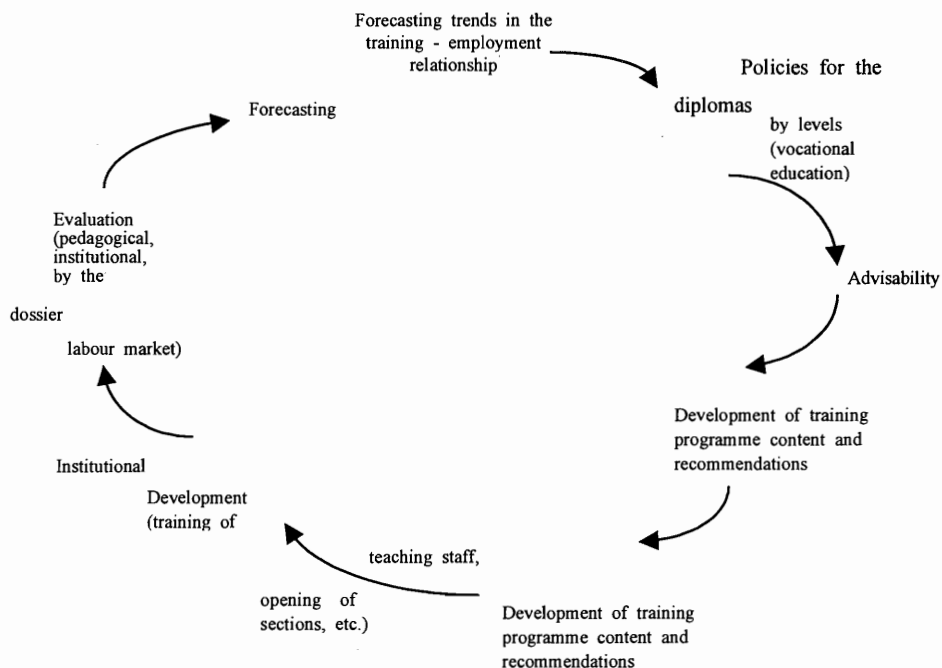 Forecasting trends in the
training - employment
relationship
Policies for the
diplomas
by levels
(vocational
education)
Forecasting
Evaluation
(pedagogical,
institutional,
by the
Advisability
dossier
labour market)
Development of training
programme content and
recommendations
Institutional
Development
(training of
teaching staff,
opening of
sections, etc.)
Development of training
programme content and
recommendations